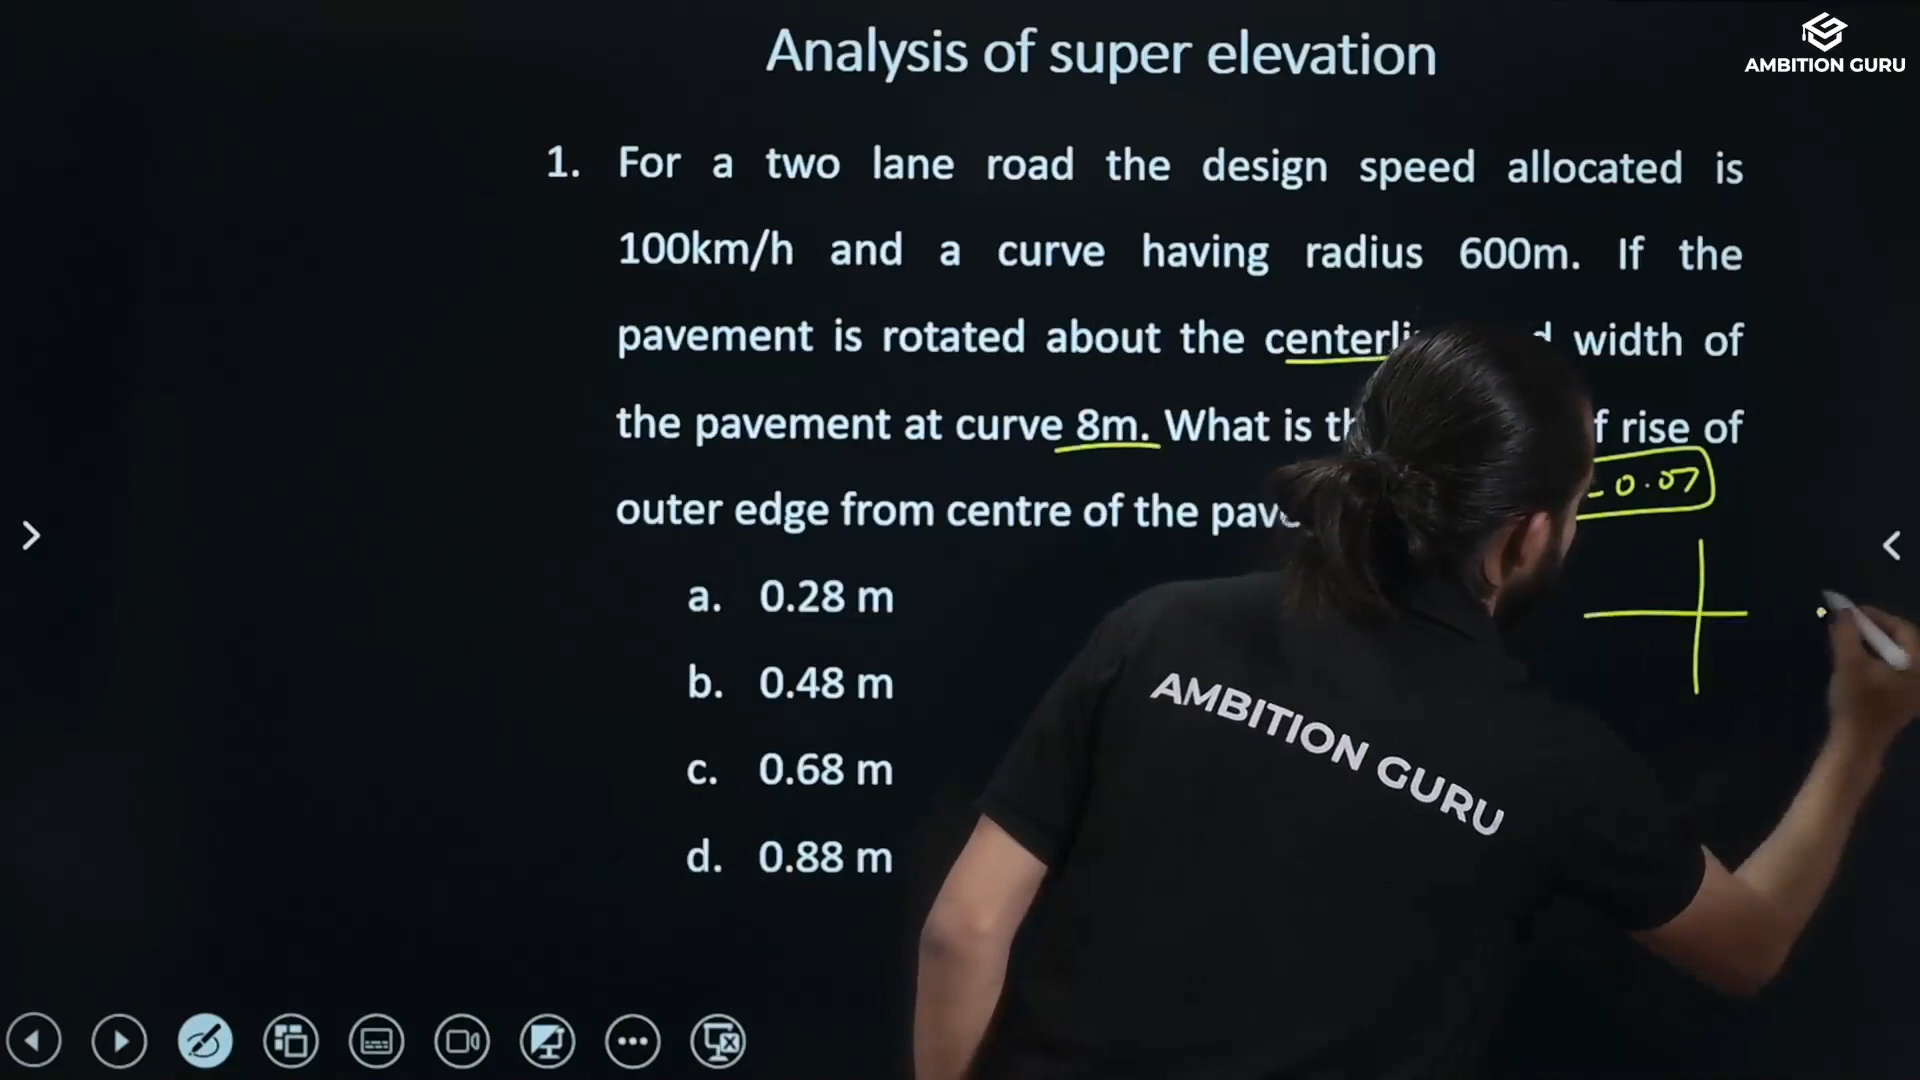 Analysis of super elevation
AMBITION GURU
1. For a two lane road the design speed allocated is
100km/h and a curve having radius 600m. If the
pavement is rotated about the width of
the pavement at curve 8m. What is rise of
- 0.07
outer edge from centre of the
a. 0.28 m
b. 0.48 m
c. 0.68 m
d. 0.88 m
AMBITION GURU